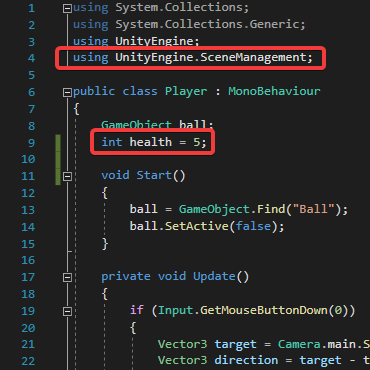 1 using System.Collections;
2 using System.Collections.Generic;
3 using UnityEngine;
4 using UnityEngine.SceneManagement;
5
6 public class Player : MonoBehaviour
7 {
8 GameObject ball;
9 int health = 5;
10
11 void Start()
12 {
13 ball = GameObject.Find("Ball");
14 ball.SetActive(false);
15 }
16
17 private void Update()
18 {
19 if (Input.GetMouseButtonDown(0))
20 {
21 Vector3 target = Camera.main.S
22 Vector3 direction = target - t